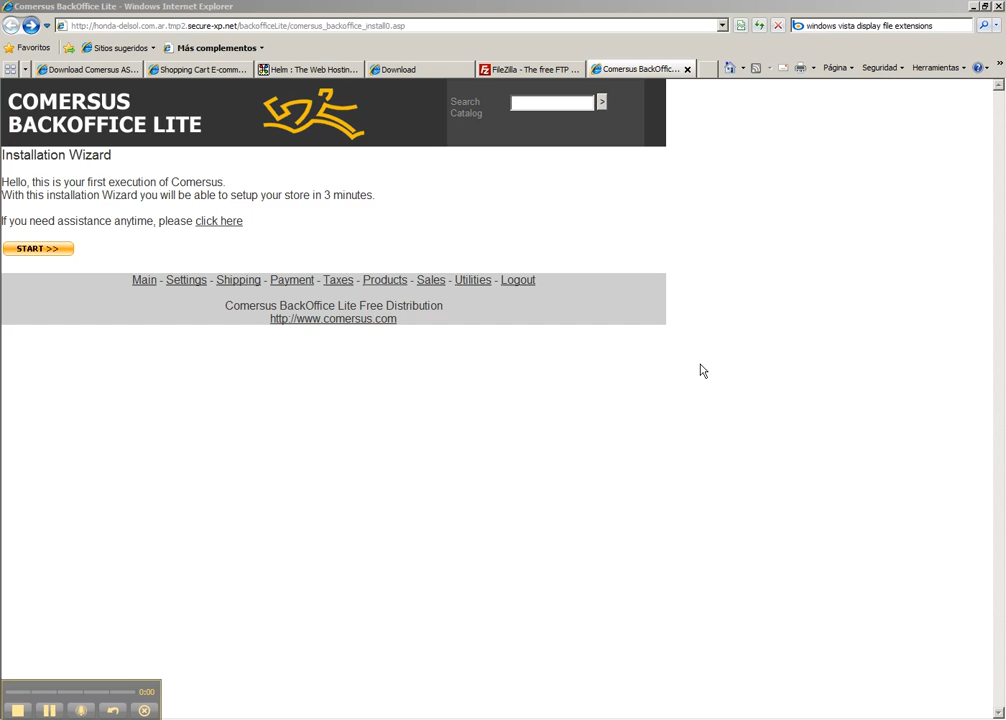 Comersus BackOffice Lite - Windows Internet Explorer
http://honda-delsol.com.ar.tmp2.secure-xp.net/backofficeLite/comersus_backoffice_install0.asp
windows vista display file extensions
Favoritos
Sitios sugeridos
Más complementos
Download Comersus AS...
Shopping Cart E-comm...
Helm : The Web Hostin...
Download
FileZilla - The free FTP ...
Comersus BackOffic...
Página
Seguridad
Herramientas
COMERSUS
BACKOFFICE LITE
Search
Catalog
>
Installation Wizard
Hello, this is your first execution of Comersus.
With this installation Wizard you will be able to setup your store in 3 minutes.
If you need assistance anytime, please click here
START >>
Main - Settings - Shipping - Payment - Taxes - Products - Sales - Utilities - Logout
Comersus BackOffice Lite Free Distribution
http://www.comersus.com
0:00